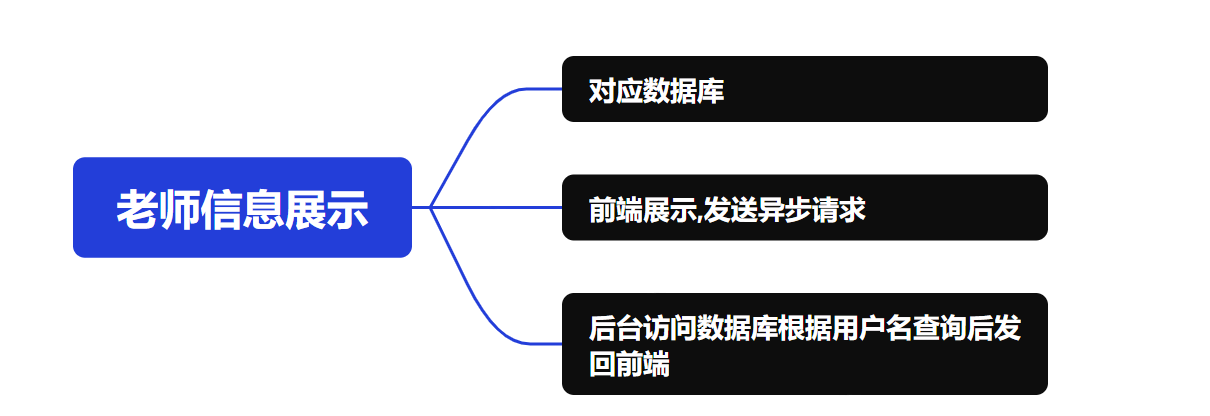 老师信息展示
对应数据库
前端展示,发送异步请求
后台访问数据库根据用户名查询后发
回前端